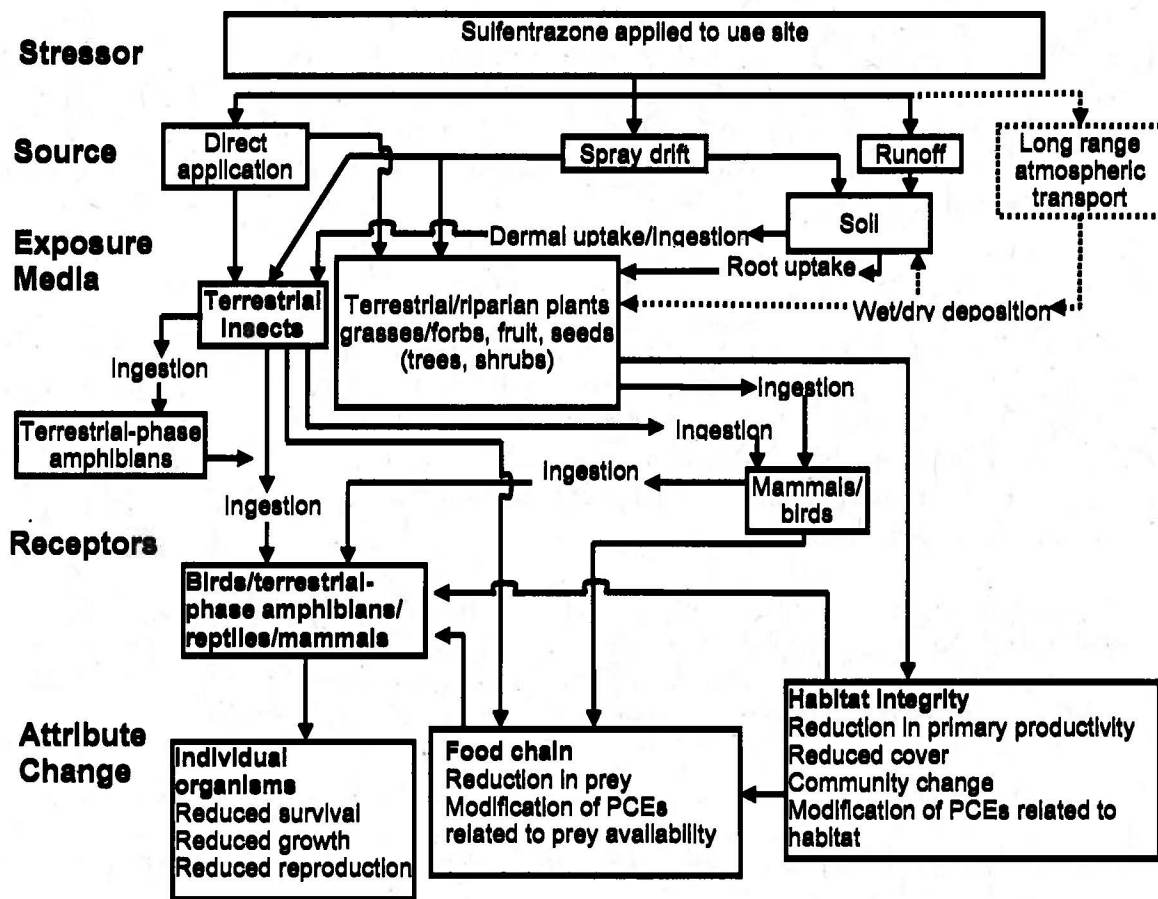 Sulfentrazone applied to use site
Stressor
Source
Direct
application
Spray drift
Runoff
Long range
atmospheric
transport
Soil
Exposure
Media
Dermal uptake/Ingestion
Root uptake
Wet/dry deposition
Terrestrial
Insects
Terrestrial/riparian plants
grasses/forbs, fruit, seeds
(trees, shrubs)
Ingestion
Ingestion
Terrestrial-phase
amphibians
Ingestion
Ingestion
Ingestion
Mammals/
birds
Receptors
Birds/terrestrial-
phase amphibians/
reptiles/mammals
Attribute
Change
Individual
organisms
Reduced survival
Reduced growth
Reduced reproduction
Food chain
Reduction in prey
Modification of PCEs
related to prey availability
Habitat integrity
Reduction in primary productivity
Reduced cover
Community change
Modification of PCEs related to
habitat